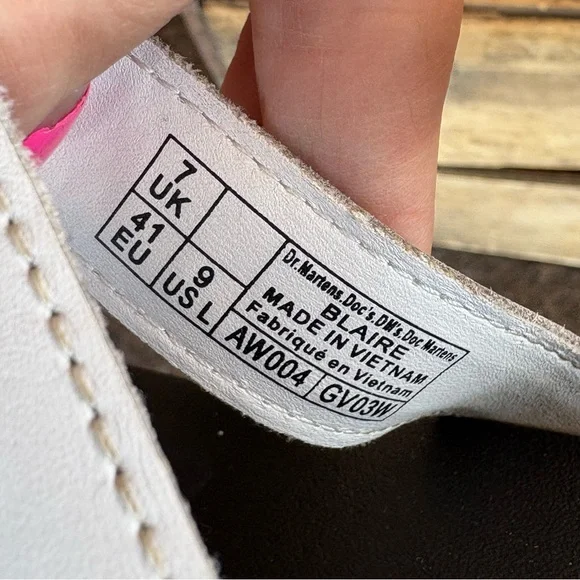 7
UK
41
EU
9
US L
Dr.Martens.Doc's.DM's.Doc Martens
BLAIRE
MADE IN VIETNAM
Fabriqué en Vietnam
AW004
GV03W